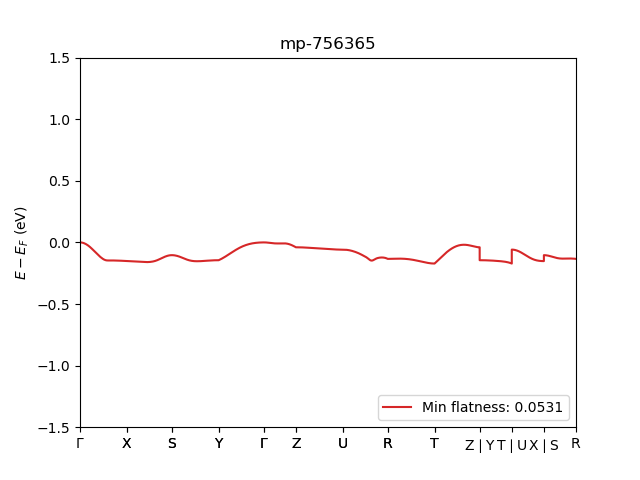 mp-756365
E − E_F (eV)
1.5
1.0
0.5
0.0
−0.5
−1.0
−1.5
Min flatness: 0.0531
Γ X S Y Γ Z U R T Z | Y T | U X | S R